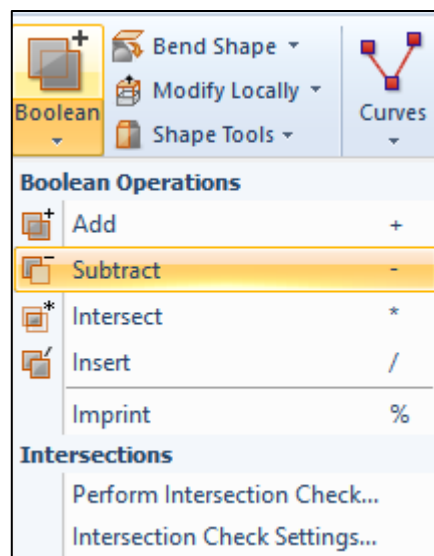 Boolean
Bend Shape
Modify Locally
Shape Tools
Curves
Boolean Operations
Add +
Subtract -
Intersect *
Insert /
Imprint %
Intersections
Perform Intersection Check...
Intersection Check Settings...